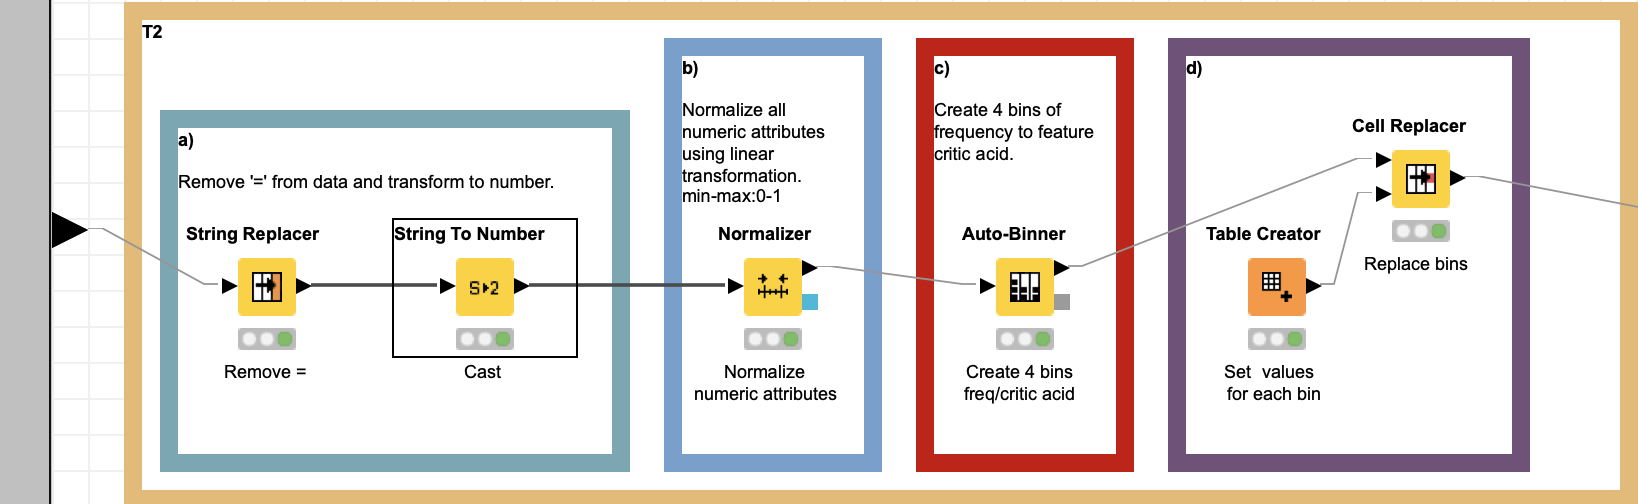 T2
a)
Remove '=' from data and transform to number.
String Replacer
Remove =
String To Number
S▸2
Cast
b)
Normalize all
numeric attributes
using linear
transformation.
min-max:0-1
Normalizer
Normalize
numeric attributes
c)
Create 4 bins of
frequency to feature
critic acid.
Auto-Binner
Create 4 bins
freq/critic acid
d)
Cell Replacer
Replace bins
Table Creator
Set  values
for each bin